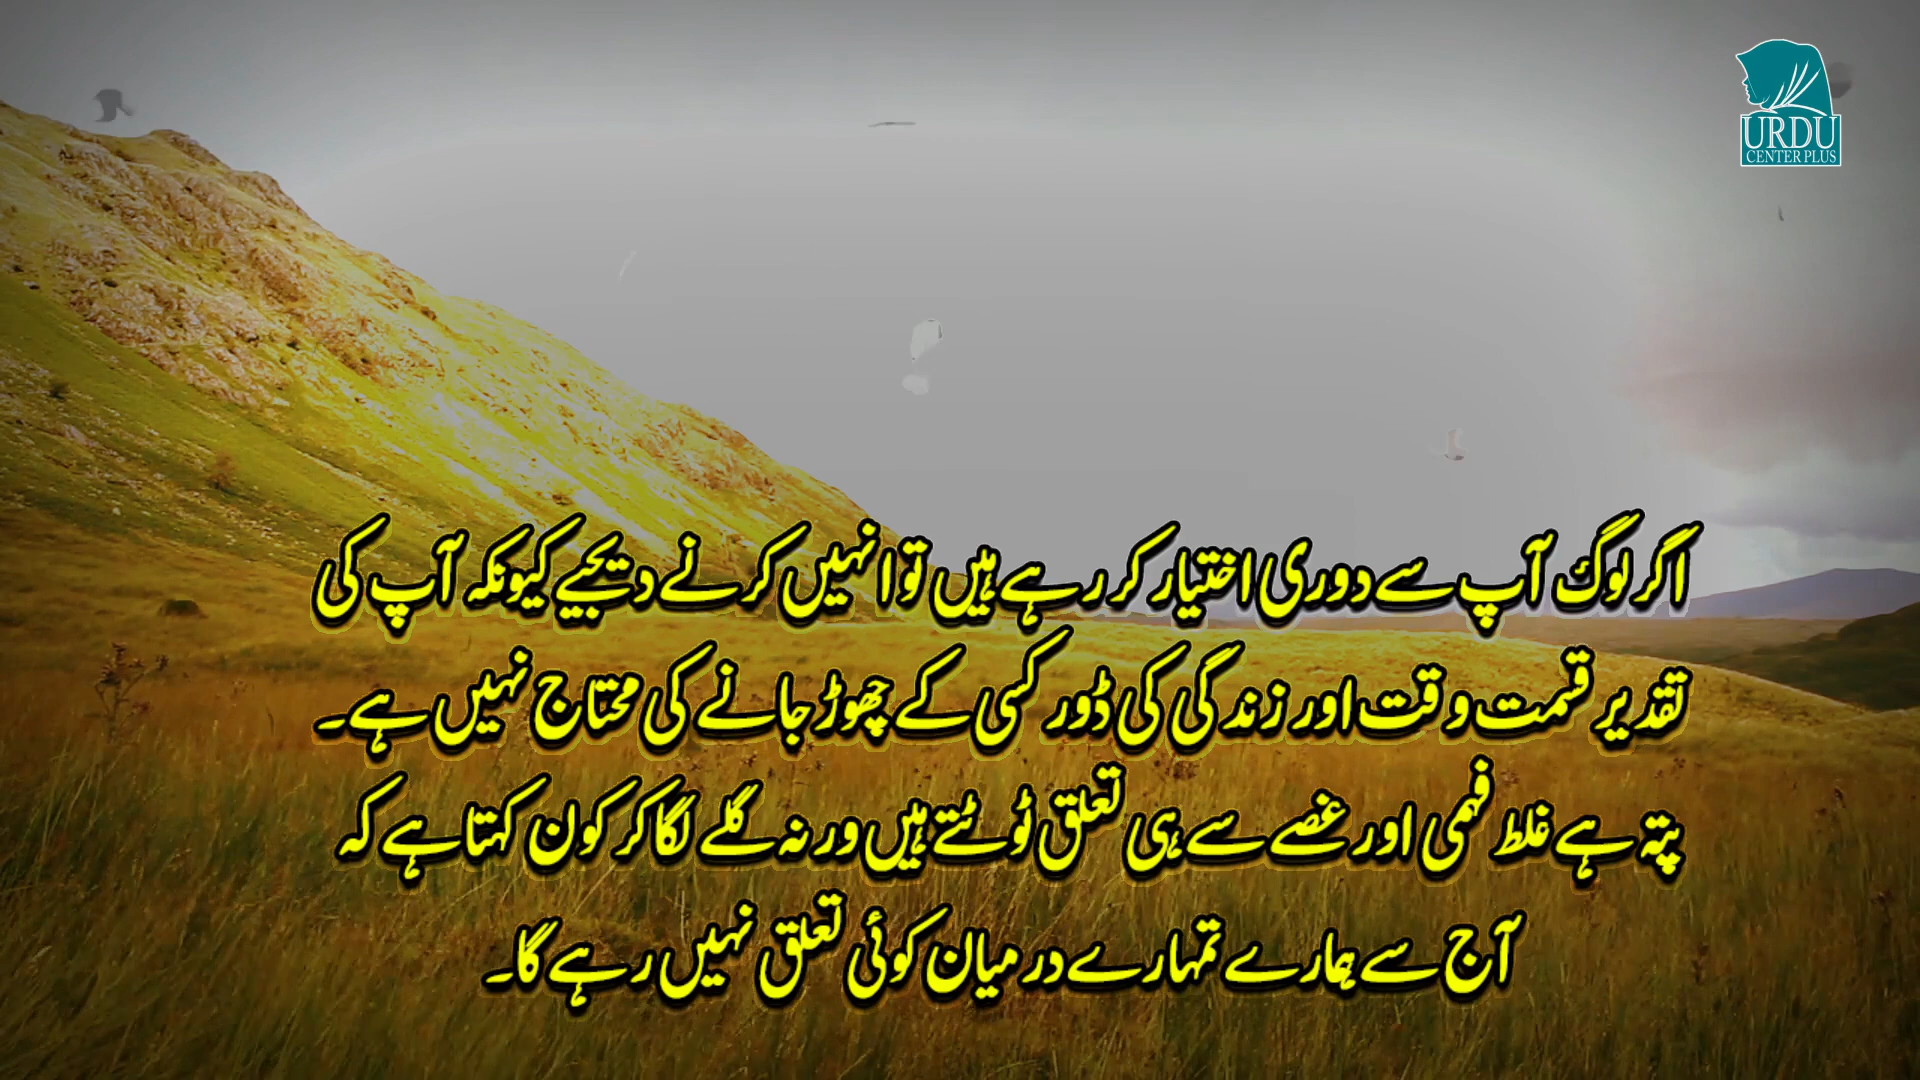 URDU
CENTER PLUS
اگر لوگ آپ سے دوری اختیار کر رہے ہیں تو انہیں کرنے دیجیے کیونکہ آپ کی
تقدیر قسمت وقت اور زندگی کی ڈور کسی کے چھوڑ جانے کی محتاج نہیں ہے۔
پتہ ہے غلط فہمی اور غصے سے ہی تعلق ٹوٹتے ہیں ورنہ گلے لگا کر کون کہتا ہے کہ
آج سے ہمارے تمہارے درمیان کوئی تعلق نہیں رہے گا۔